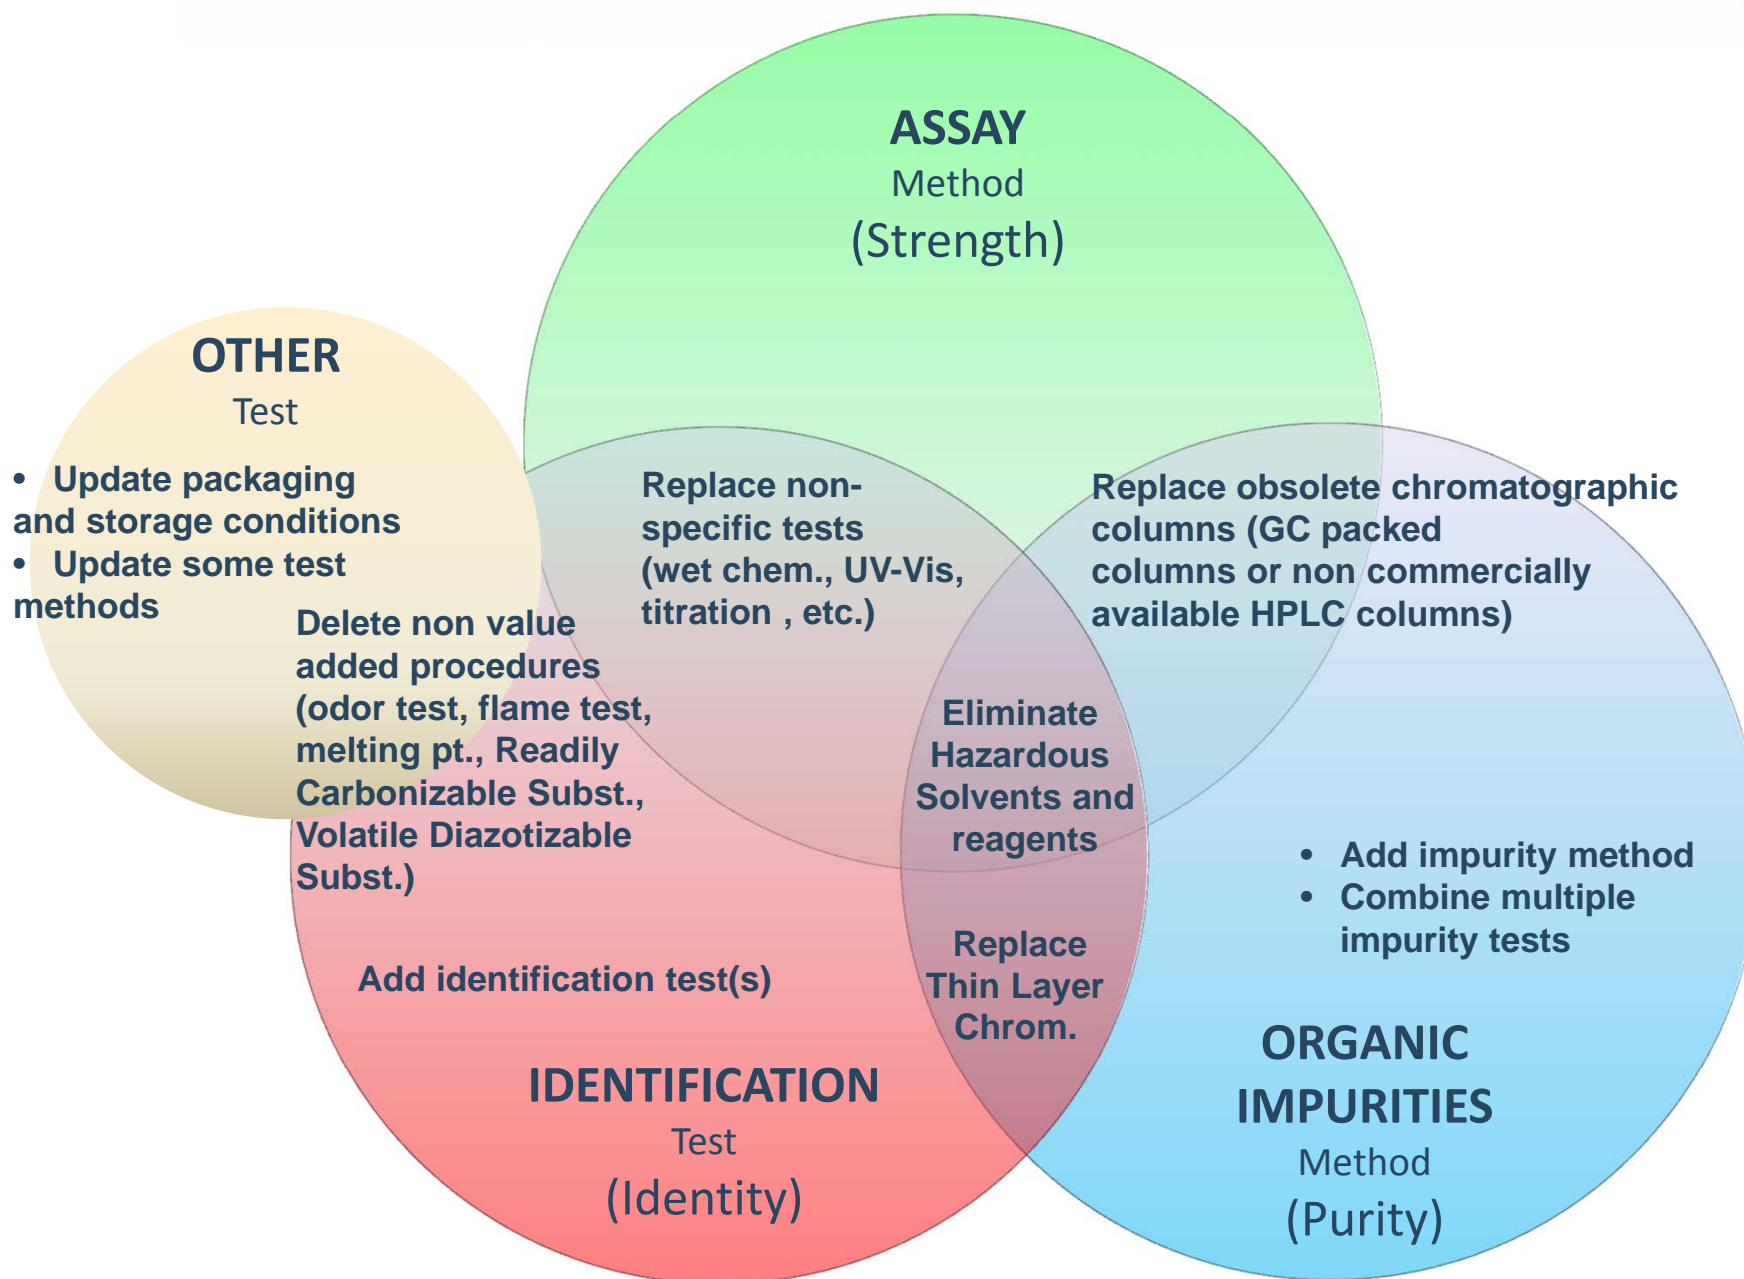 ASSAY
Method
(Strength)
OTHER
Test
• Update packaging
and storage conditions
• Update some test
methods
Replace non-
specific tests
(wet chem., UV-Vis,
titration , etc.)
Replace obsolete chromatographic
columns (GC packed
columns or non commercially
available HPLC columns)
Delete non value
added procedures
(odor test, flame test,
melting pt., Readily
Carbonizable Subst.,
Volatile Diazotizable
Subst.)
Eliminate
Hazardous
Solvents and
reagents
• Add impurity method
• Combine multiple
impurity tests
Add identification test(s)
Replace
Thin Layer
Chrom.
IDENTIFICATION
Test
(Identity)
ORGANIC
IMPURITIES
Method
(Purity)